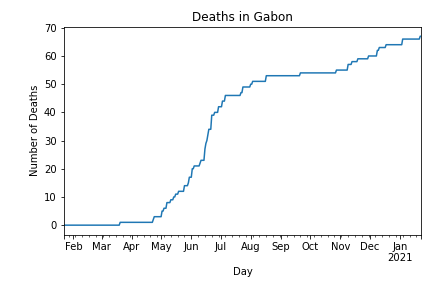 Deaths in Gabon
70
60
50
40
30
20
10
0
Number of Deaths
Feb Mar Apr May Jun Jul Aug Sep Oct Nov Dec Jan
2021
Day